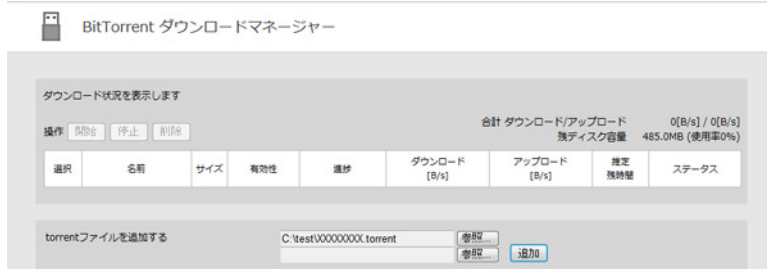 BitTorrent ダウンロードマネージャー
ダウンロード状況を表示します
合計 ダウンロード/アップロード 0[B/s] / 0[B/s]
操作 開始 停止 削除
残ディスク容量 485.0MB (使用率0%)
選択 名前 サイズ 有効性 進捗 ダウンロード [B/s] アップロード [B/s] 推定 残時間 ステータス
torrentファイルを追加する C:\test\XXXXXXXX.torrent 参照...
参照... 追加